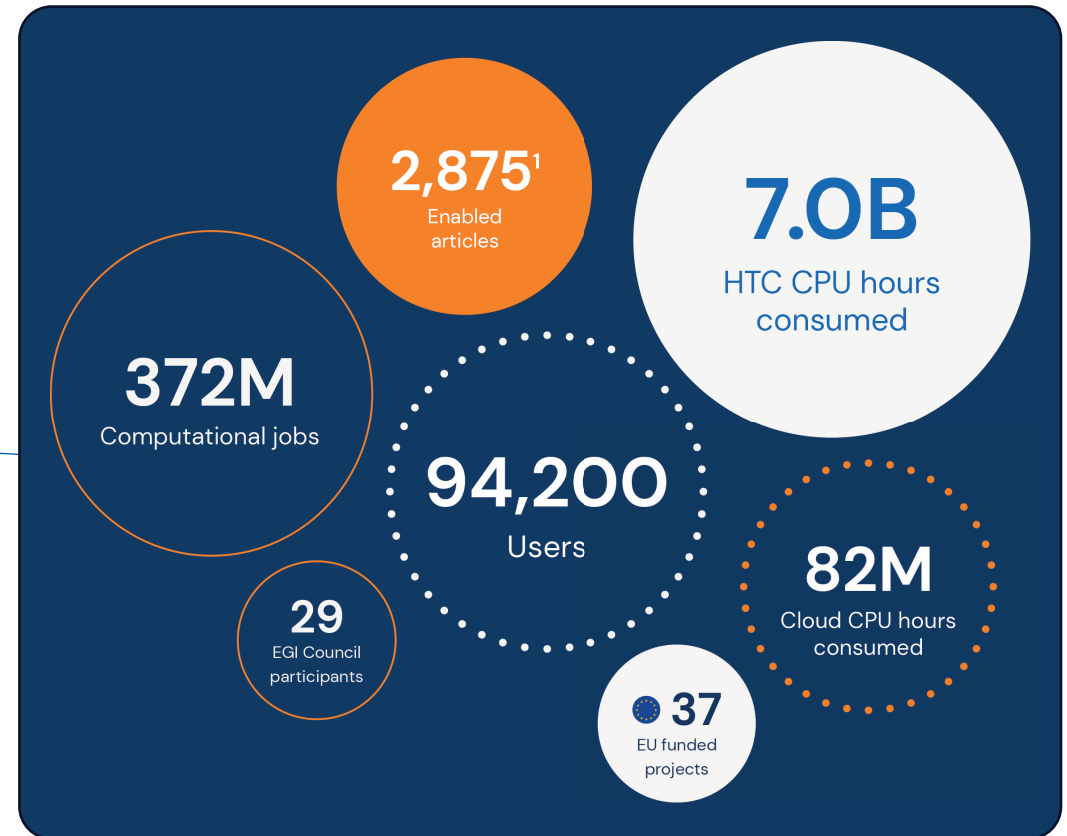 2,875¹
Enabled
articles
7.0B
HTC CPU hours
consumed
372M
Computational jobs
94,200
Users
82M
Cloud CPU hours
consumed
29
EGI Council
participants
37
EU funded
projects